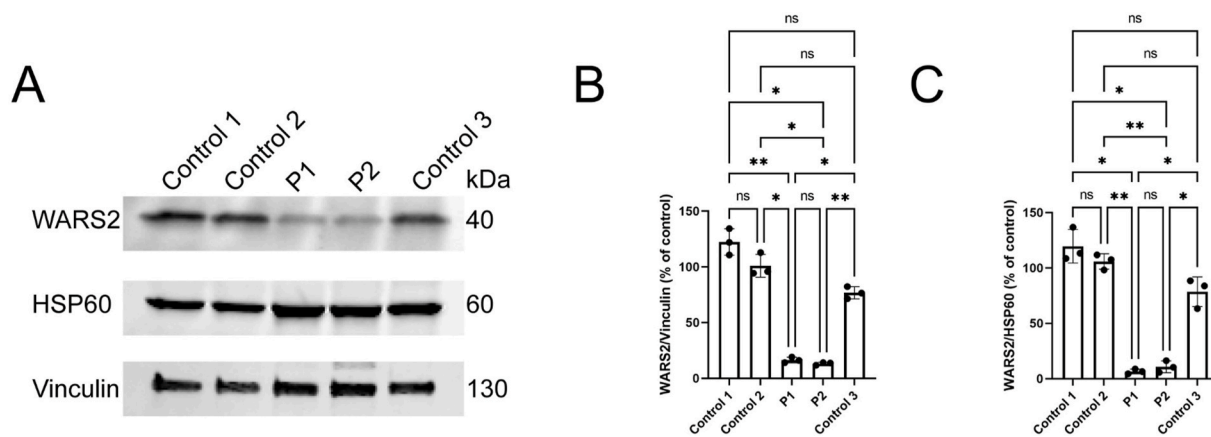 A
Control 1
Control 2
P1
P2
Control 3
kDa
WARS2
40
HSP60
60
Vinculin
130
B
ns
ns
*
*
**
*
ns
*
ns
**
WARS2/Vinculin (% of control)
150
100
50
0
Control 1
Control 2
P1
P2
Control 3
C
ns
ns
*
**
*
*
ns
**
ns
*
WARS2/HSP60 (% of control)
150
100
50
0
Control 1
Control 2
P1
P2
Control 3